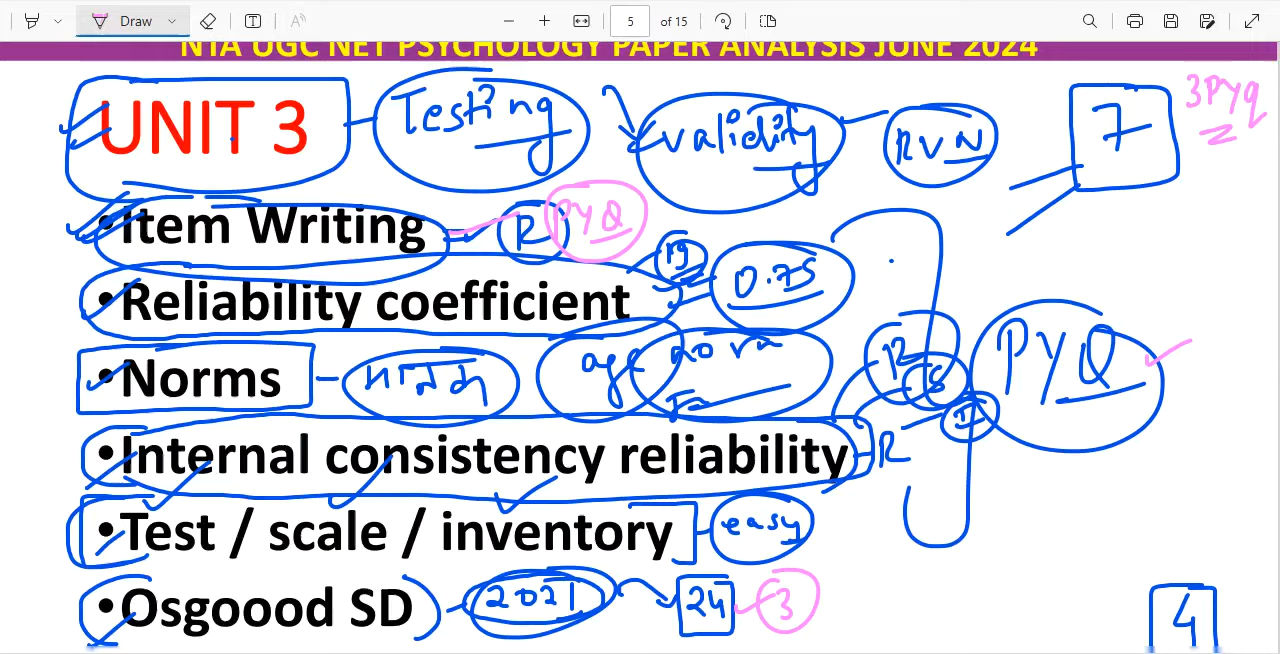 Draw
5 of 15
NTA UGC NET PSYCHOLOGY PAPER ANALYSIS JUNE 2024
UNIT 3 Testing validity RVN 7 3PYQ
•Item Writing R PYQ
•Reliability coefficient 19 0.75
•Norms मानक age norm R S PYQ
•Internal consistency reliability R
•Test / scale / inventory easy
•Osgoood SD 2021 24 3
4